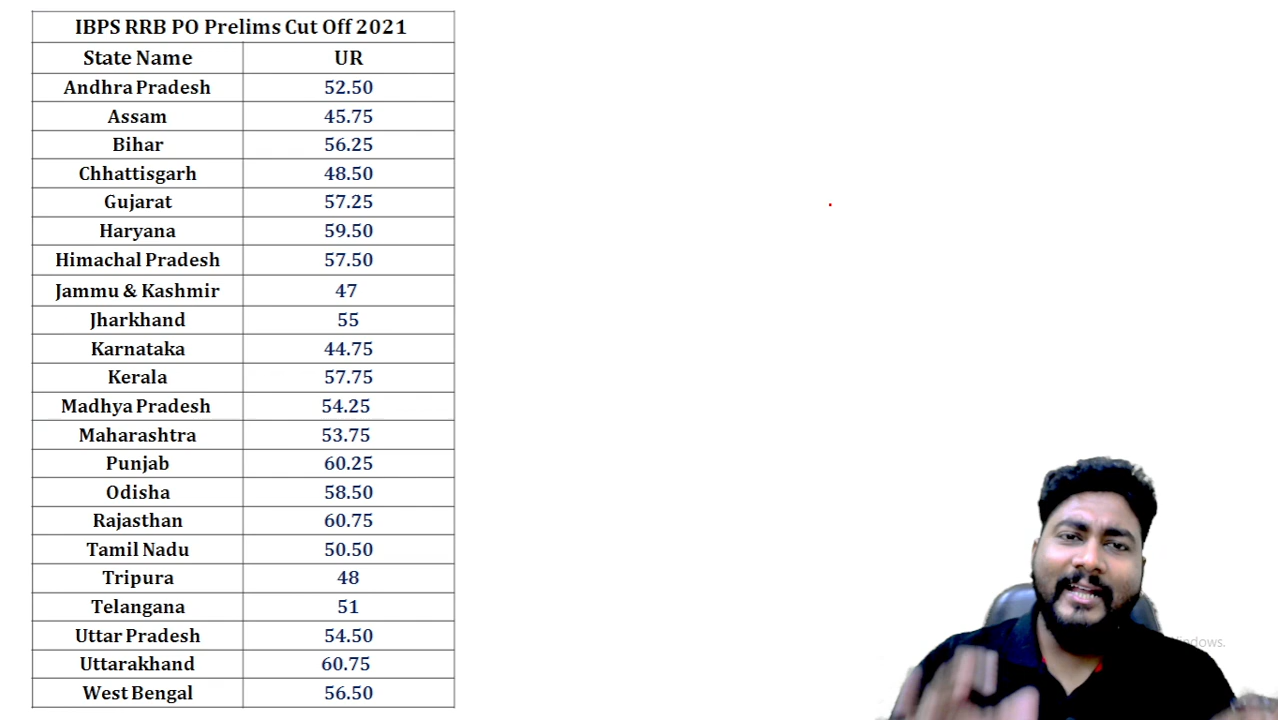 IBPS RRB PO Prelims Cut Off 2021
State Name UR
Andhra Pradesh 52.50
Assam 45.75
Bihar 56.25
Chhattisgarh 48.50
Gujarat 57.25
Haryana 59.50
Himachal Pradesh 57.50
Jammu & Kashmir 47
Jharkhand 55
Karnataka 44.75
Kerala 57.75
Madhya Pradesh 54.25
Maharashtra 53.75
Punjab 60.25
Odisha 58.50
Rajasthan 60.75
Tamil Nadu 50.50
Tripura 48
Telangana 51
Uttar Pradesh 54.50
Uttarakhand 60.75
West Bengal 56.50